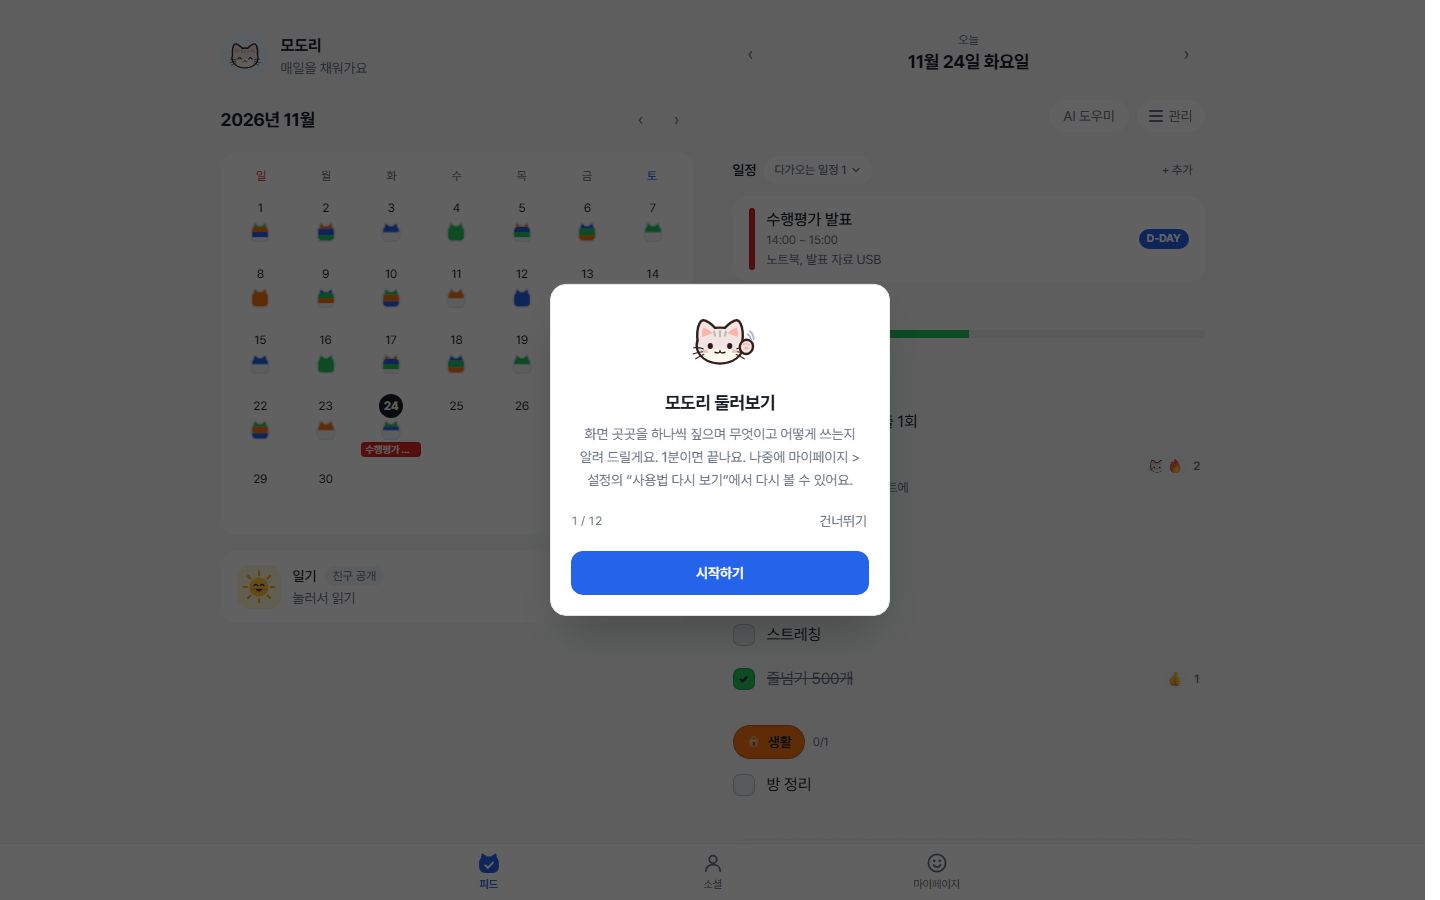 모도리
매일을 채워가요
2026년 11월
‹ ›
일 월 화 수 목 금 토
1 2 3 4 5 6 7
8 9 10 11 12 13 14
15 16 17 18 19
22 23 24 25 26
수행평가 ...
29 30
일기 친구 공개
눌러서 읽기
오늘
‹ 11월 24일 화요일 ›
AI 도우미 관리
일정 다가오는 일정 1 + 추가
수행평가 발표
14:00 – 15:00
노트북, 발표 자료 USB
D-DAY
1회
2
트에
모도리 둘러보기
화면 곳곳을 하나씩 짚으며 무엇이고 어떻게 쓰는지
알려 드릴게요. 1분이면 끝나요. 나중에 마이페이지 >
설정의 “사용법 다시 보기”에서 다시 볼 수 있어요.
1 / 12 건너뛰기
시작하기
스트레칭
줄넘기 500개 1
생활 0/1
방 정리
피드 소셜 마이페이지